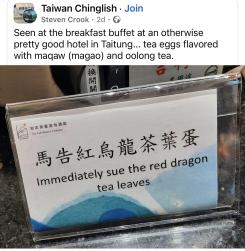 Taiwan Chinglish · Join
Steven Crook · 2d ·
Seen at the breakfast buffet at an otherwise
pretty good hotel in Taitung... tea eggs flavored
with maqaw (magao) and oolong tea.
馬告紅烏龍茶葉蛋
Immediately sue the red dragon
tea leaves